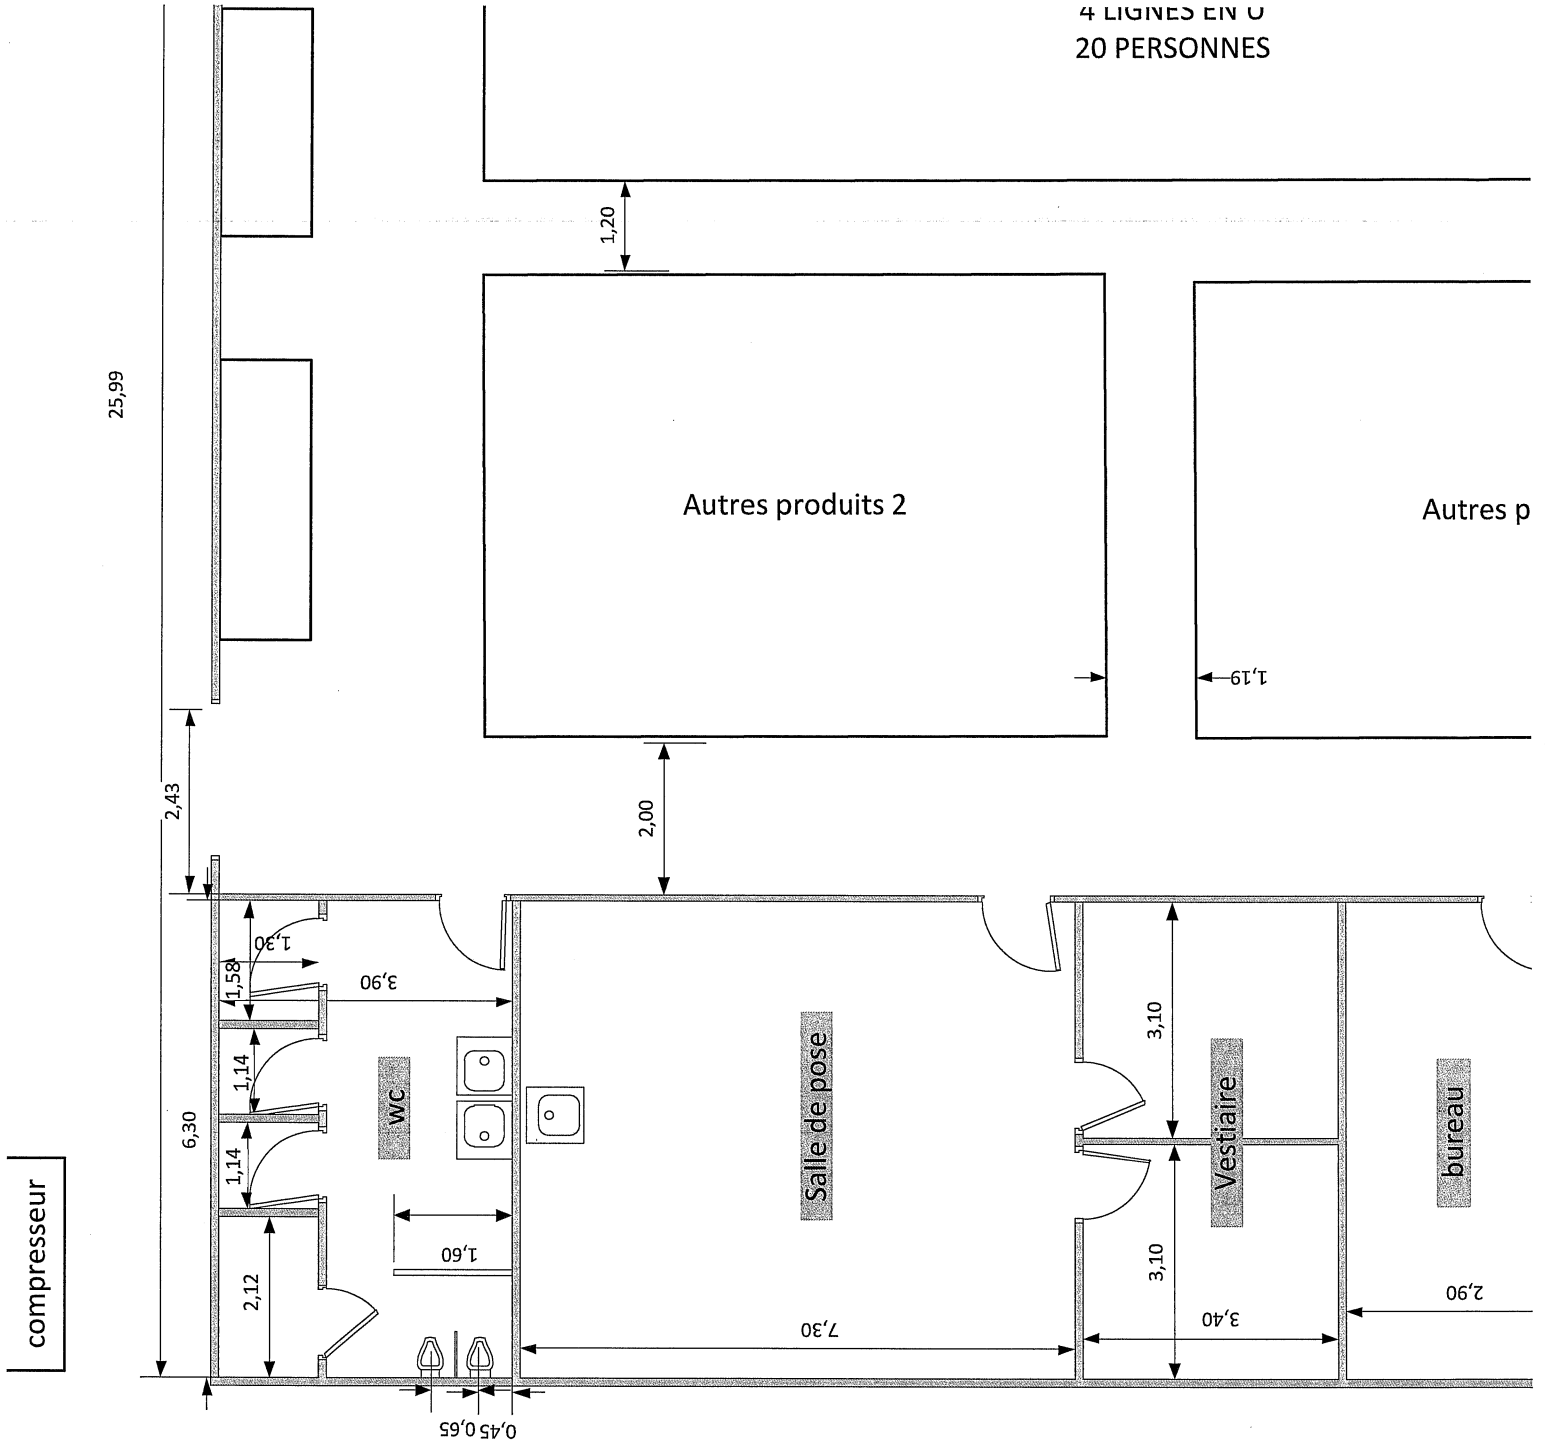 4 LIGNES EN U
20 PERSONNES
1,20
25,99
Autres produits 2
Autres p
1,19
2,43
2,00
1,30
1,58
3,90
3,10
1,14
wc
Salle de pose
Vestiaire
bureau
6,30
1,14
compresseur
1,60
2,12
3,10
2,90
7,30
3,40
0,65
0,45